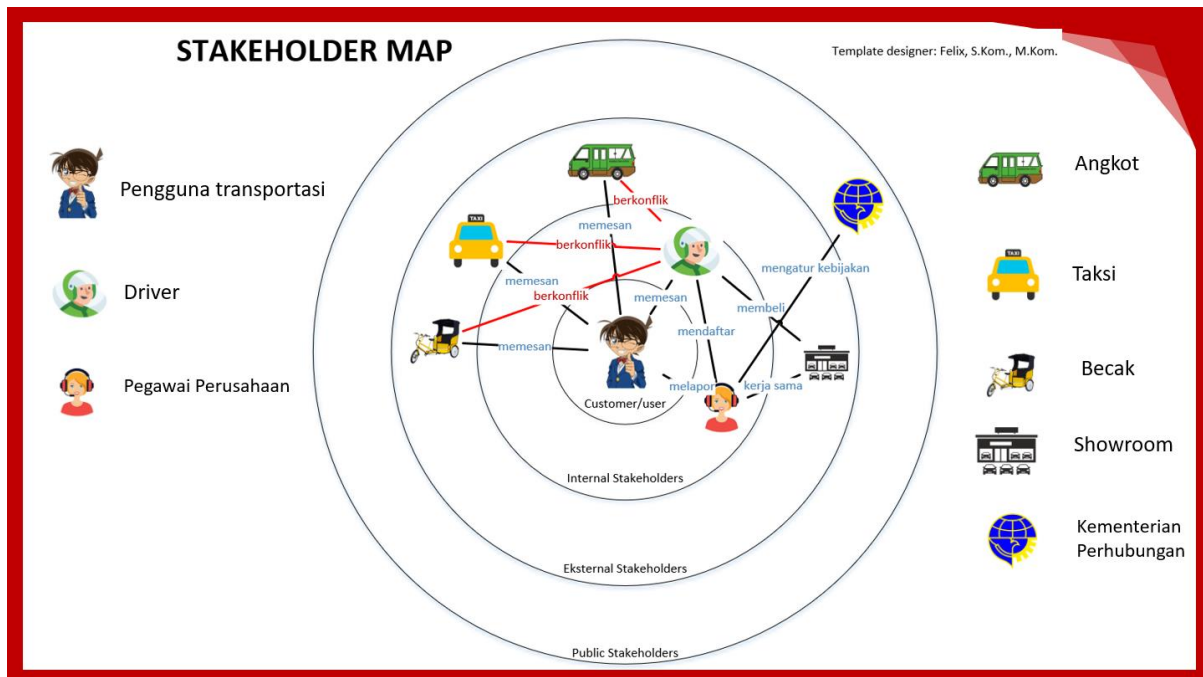 STAKEHOLDER MAP
Template designer: Felix, S.Kom., M.Kom.
Pengguna transportasi
Driver
Pegawai Perusahaan
TAXI
berkonflik
memesan
berkonflik
memesan
berkonflik
memesan
memesan
mengatur kebijakan
membeli
mendaftar
melapor
kerja sama
Customer/user
Internal Stakeholders
Eksternal Stakeholders
Public Stakeholders
Angkot
TAXI
Taksi
Becak
Showroom
Kementerian
Perhubungan